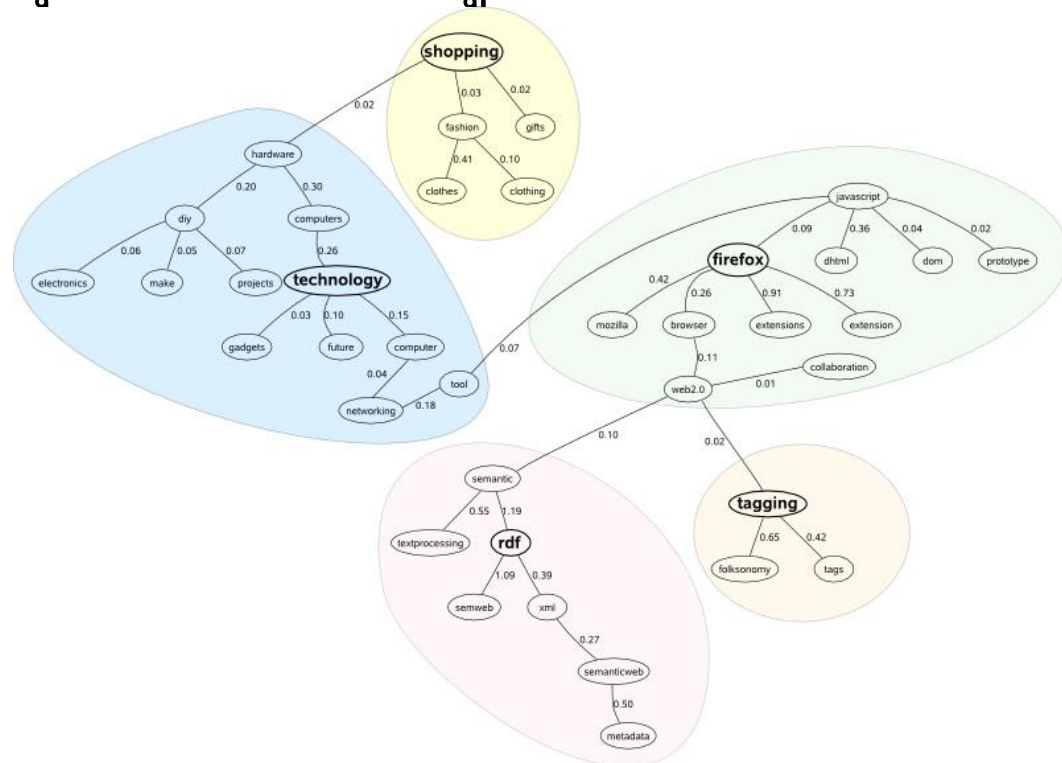 shopping
0.02
0.03
0.02
fashion
gifts
0.41
0.10
clothes
clothing
hardware
0.20
0.30
diy
computers
0.06
0.05
0.07
0.26
electronics
make
projects
technology
0.03
0.10
0.15
gadgets
future
computer
0.04
tool
networking
0.18
0.07
javascript
0.09
0.36
0.04
0.02
firefox
dhtml
dom
prototype
0.42
0.26
0.91
0.73
mozilla
browser
extensions
extension
0.11
collaboration
web2.0
0.01
0.10
0.02
semantic
0.55
1.19
textprocessing
rdf
1.09
0.39
semweb
xml
0.27
semanticweb
0.50
metadata
tagging
0.65
0.42
folksonomy
tags